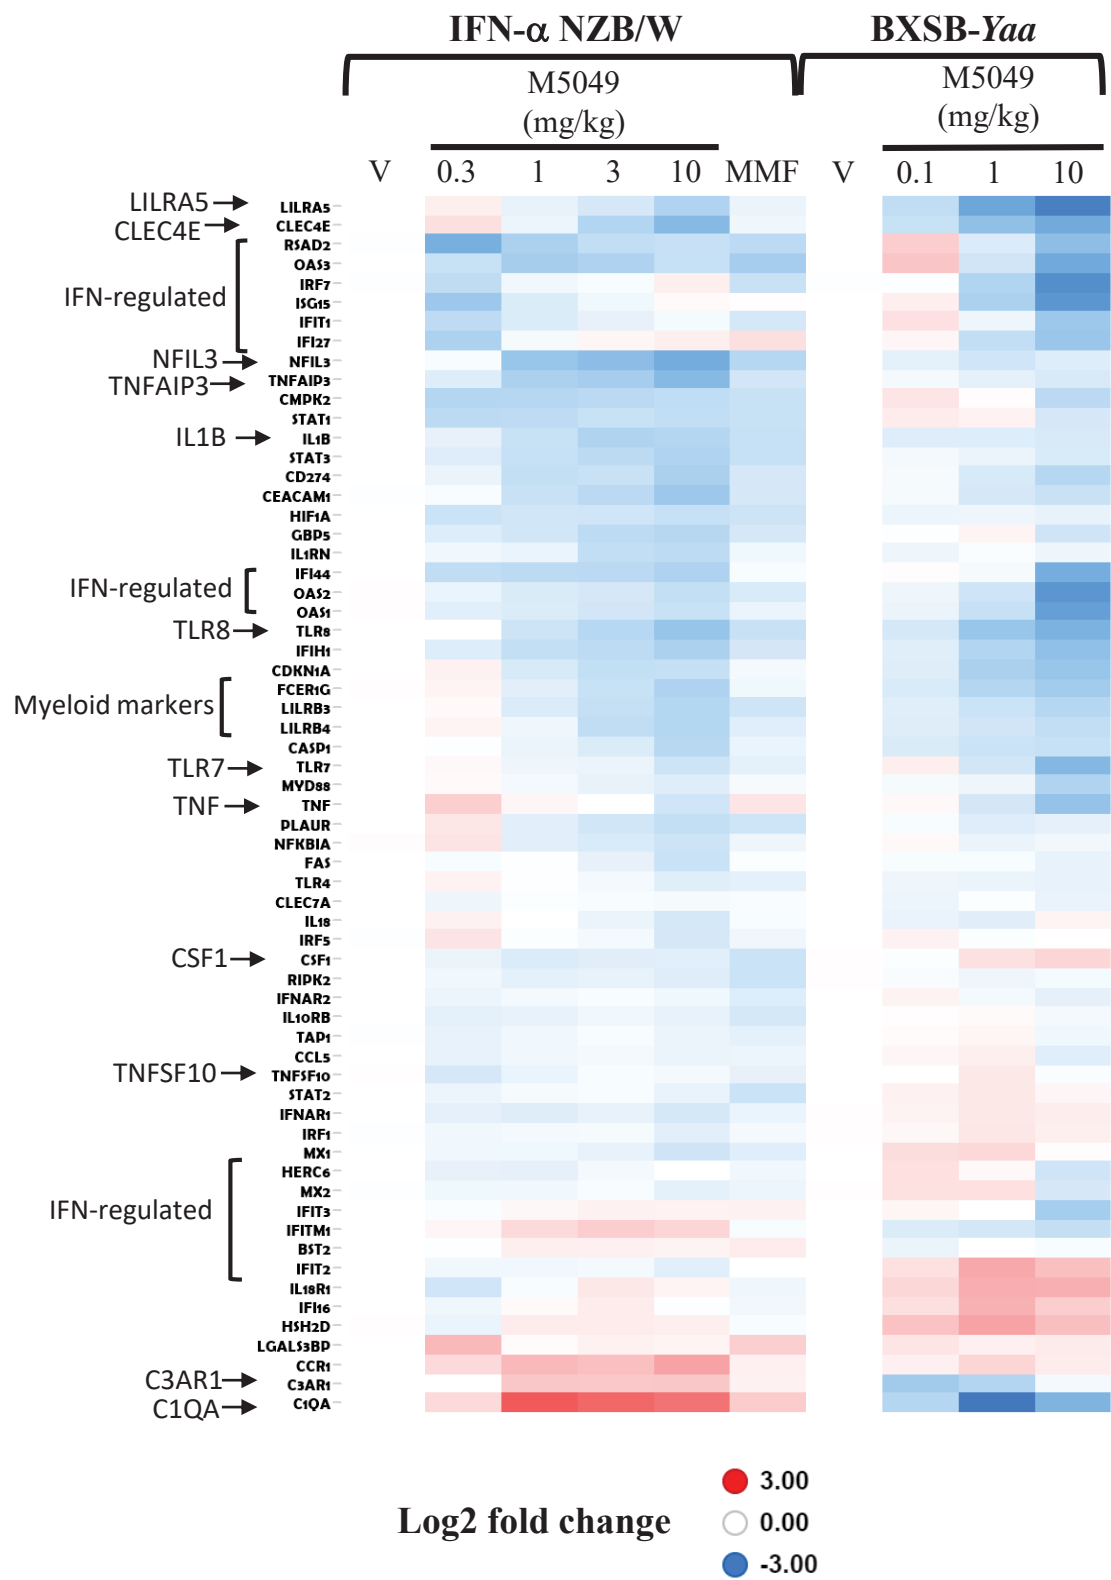 IFN-α NZB/W BXSB-Yaa
M5049 M5049
(mg/kg) (mg/kg)
V 0.3 1 3 10 MMF V 0.1 1 10
LILRA5 LILRA5
CLEC4E CLEC4E
RSAD2
OAS3
IFN-regulated IRF7
ISG15
IFIT1
IFI27
NFIL3 NFIL3
TNFAIP3 TNFAIP3
CMPK2
STAT1
IL1B IL1B
STAT3
CD274
CEACAM1
HIF1A
GBP5
IL1RN
IFI44
IFN-regulated OAS2
OAS1
TLR8 TLR8
IFIH1
CDKN1A
FCER1G
Myeloid markers LILRB3
LILRB4
CASP1
TLR7 TLR7
MYD88
TNF TNF
PLAUR
NFKBIA
FAS
TLR4
CLEC7A
IL18
IRF5
CSF1 CSF1
RIPK2
IFNAR2
IL10RB
TAP1
CCL5
TNFSF10 TNFSF10
STAT2
IFNAR1
IRF1
MX1
HERC6
MX2
IFN-regulated IFIT3
IFITM1
BST2
IFIT2
IL18R1
IFI16
HSH2D
LGALS3BP
CCR1
C3AR1 C3AR1
C1QA C1QA
3.00
Log2 fold change 0.00
-3.00